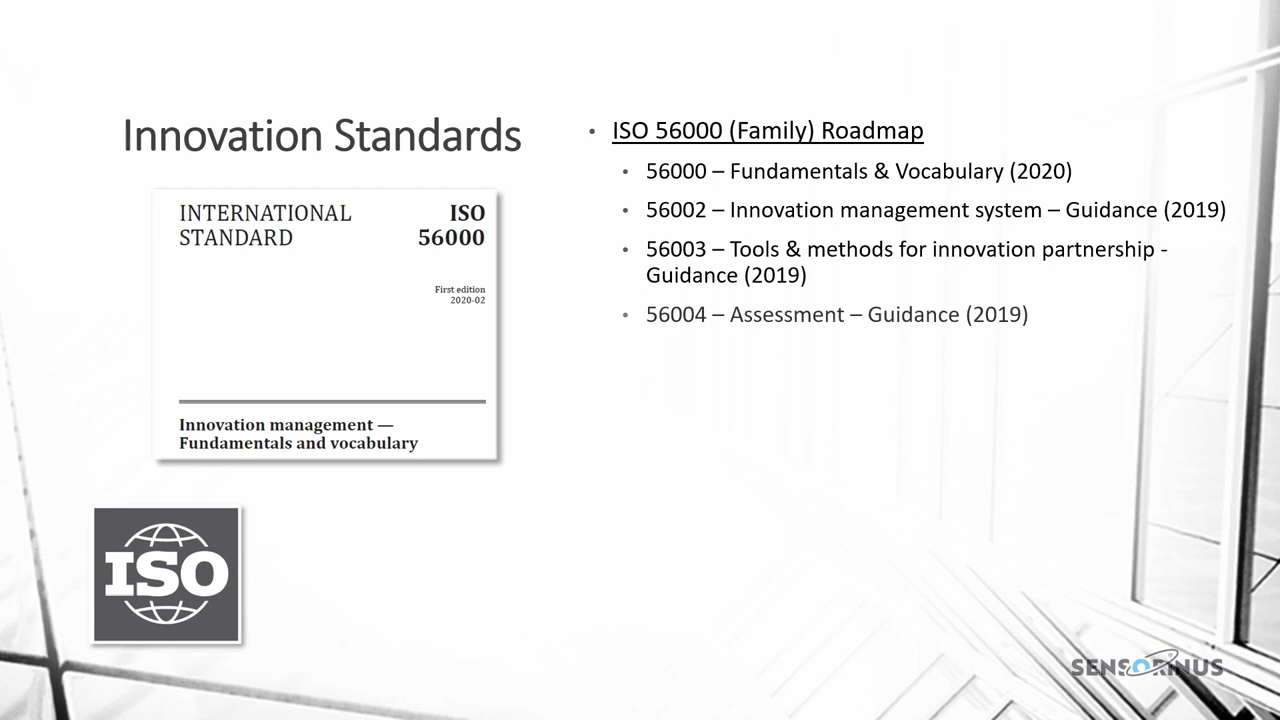 Innovation Standards
INTERNATIONAL
STANDARD
ISO
56000
First edition
2020-02
Innovation management —
Fundamentals and vocabulary
ISO
• ISO 56000 (Family) Roadmap
• 56000 – Fundamentals & Vocabulary (2020)
• 56002 – Innovation management system – Guidance (2019)
• 56003 – Tools & methods for innovation partnership -
Guidance (2019)
• 56004 – Assessment – Guidance (2019)
SENSORINUS